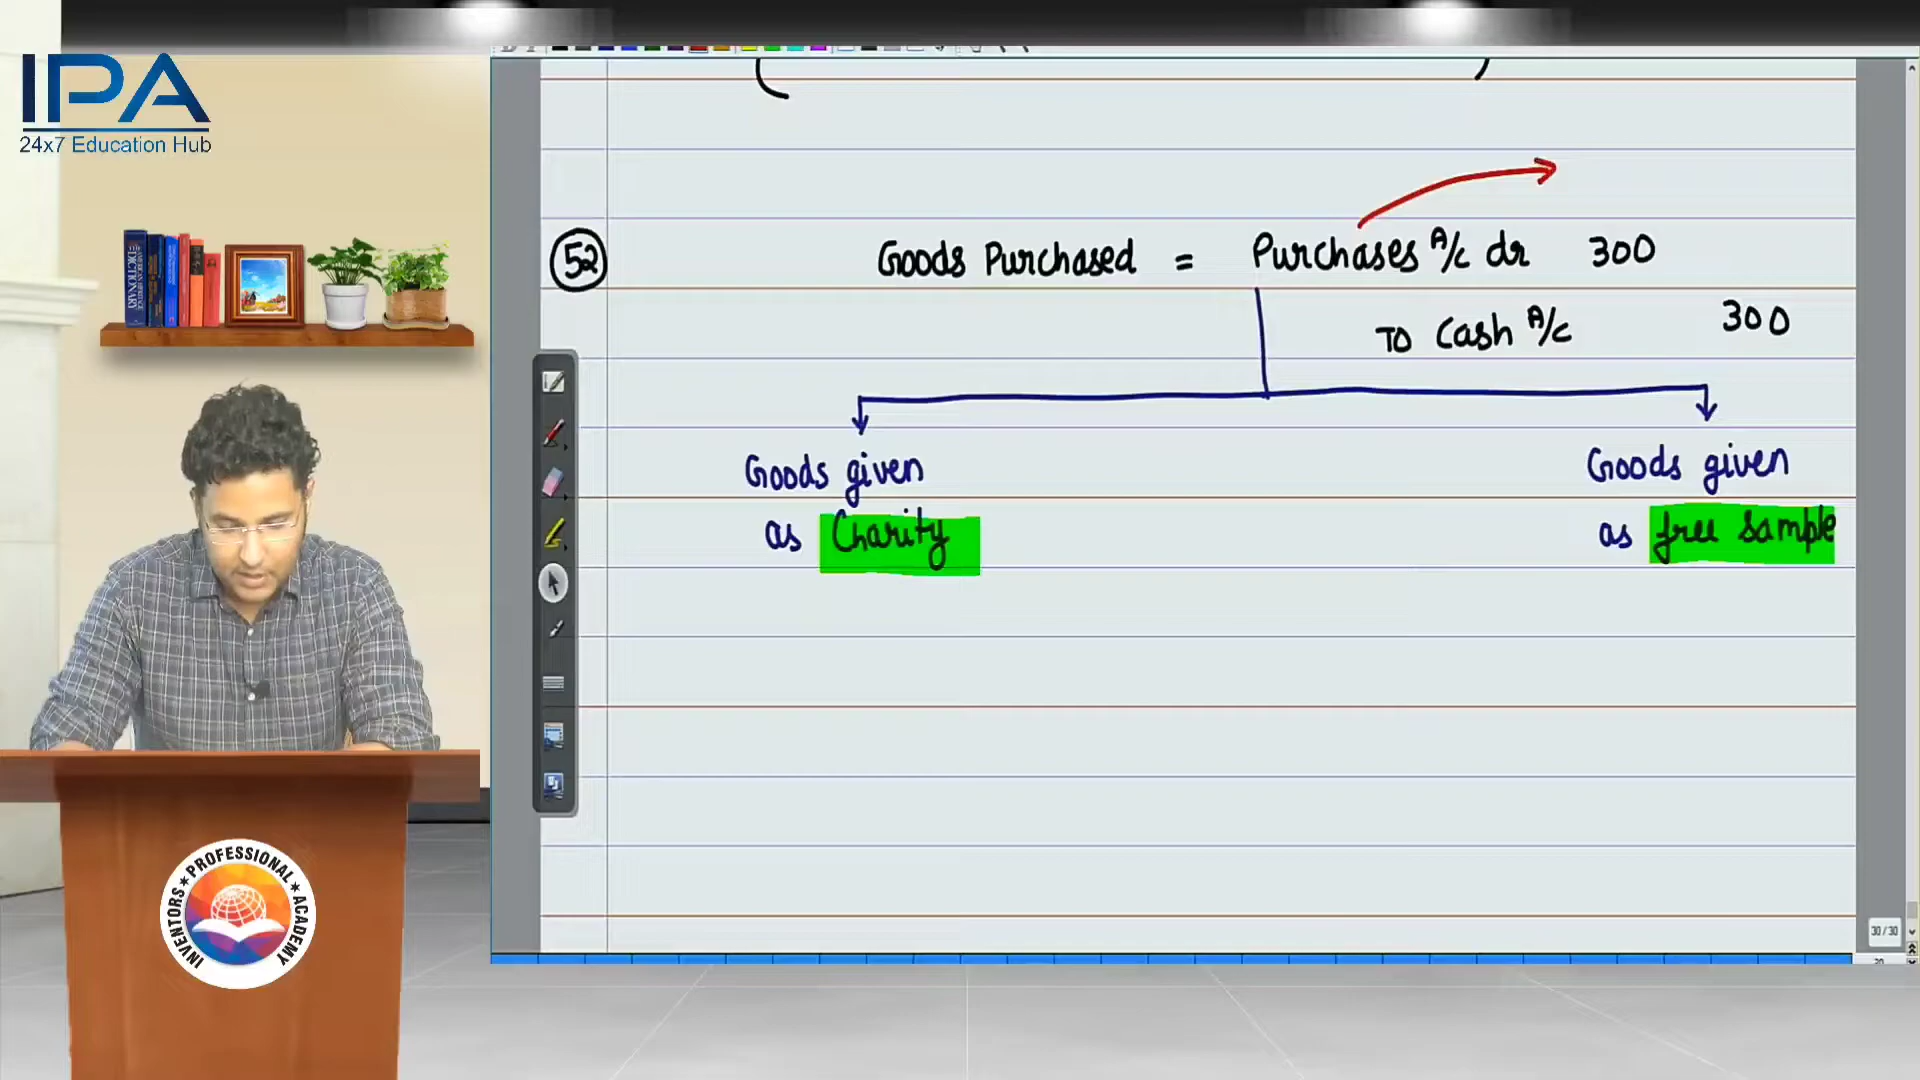 IPA
24x7 Education Hub
52 Goods Purchased = Purchases A/c dr 300
To Cash A/c 300
Goods given
as Charity
Goods given
as free sample
INVENTORS ★ PROFESSIONAL ★ ACADEMY
30/30